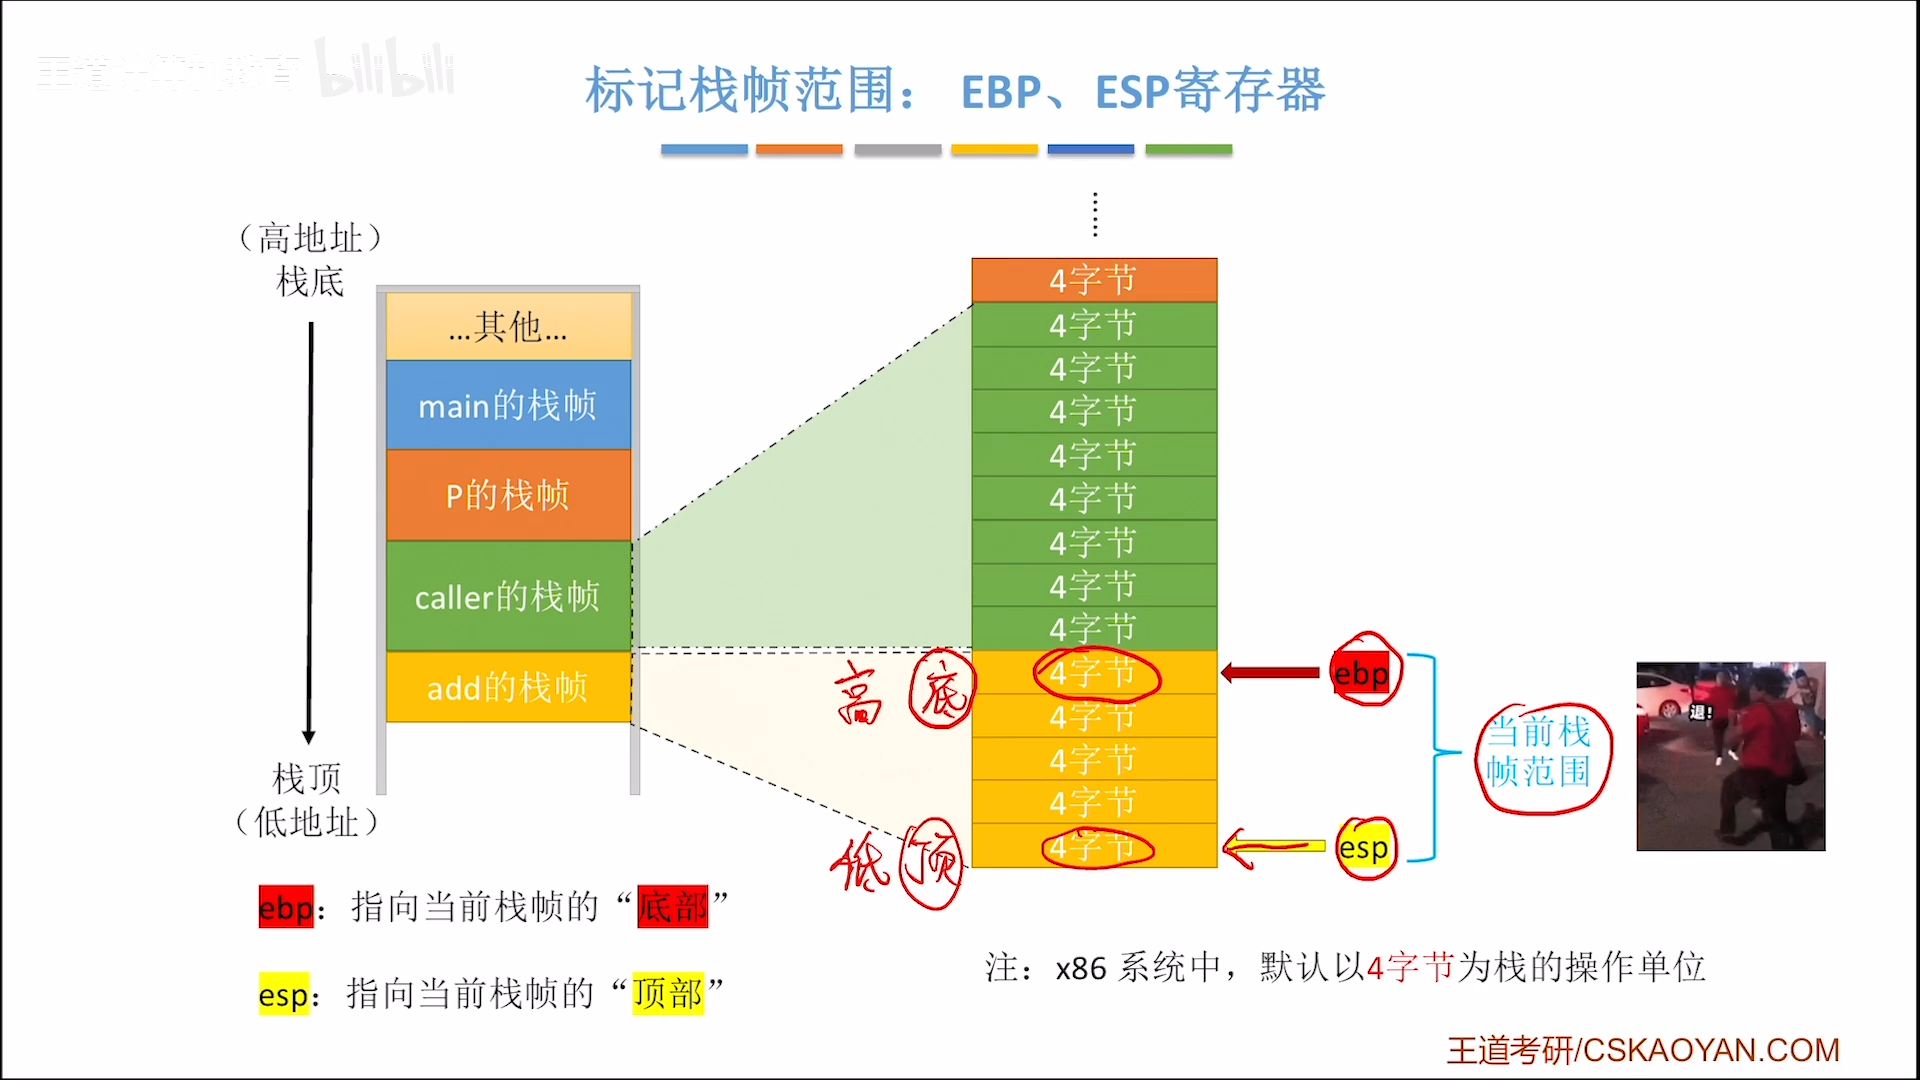 王道计算机教育 bilibili
标记栈帧范围： EBP、ESP寄存器
（高地址）
栈底
...其他...
main的栈帧
P的栈帧
caller的栈帧
add的栈帧
栈顶
（低地址）
4字节
4字节
4字节
4字节
4字节
4字节
4字节
4字节
4字节
4字节
4字节
4字节
4字节
4字节
高 底
低 顶
ebp
esp
当前栈
帧范围
退!
ebp：指向当前栈帧的“底部”
esp：指向当前栈帧的“顶部”
注：x86 系统中，默认以4字节为栈的操作单位
王道考研/CSKAOYAN.COM